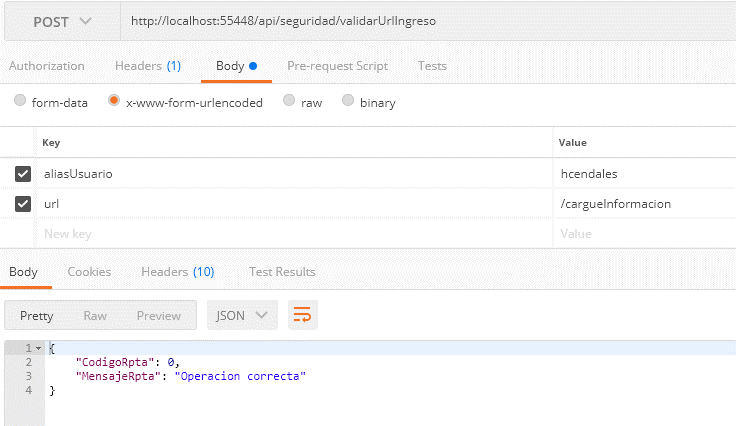 POST http://localhost:55448/api/seguridad/validarUrlIngreso
Authorization Headers (1) Body Pre-request Script Tests
form-data x-www-form-urlencoded raw binary
Key Value
aliasUsuario hcendales
url /cargueInformacion
New key Value
Body Cookies Headers (10) Test Results
Pretty Raw Preview JSON
1 {
2 "CodigoRpta": 0,
3 "MensajeRpta": "Operacion correcta"
4 }